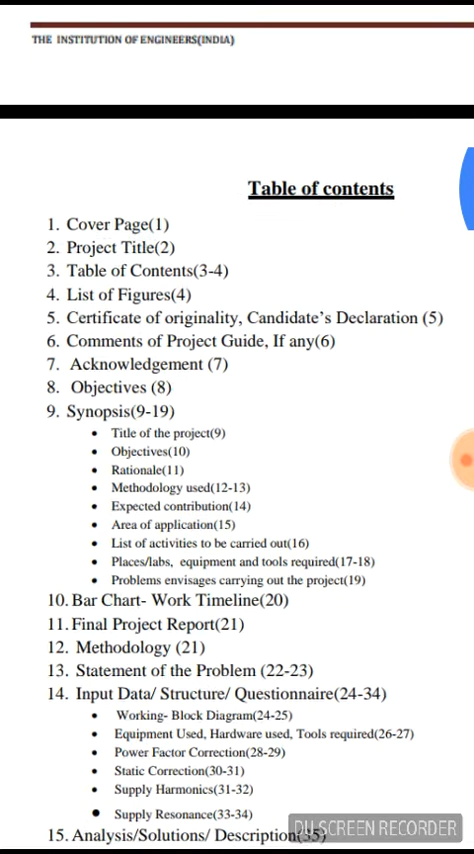 THE INSTITUTION OF ENGINEERS(INDIA)
Table of contents
1. Cover Page(1)
2. Project Title(2)
3. Table of Contents(3-4)
4. List of Figures(4)
5. Certificate of originality, Candidate's Declaration (5)
6. Comments of Project Guide, If any(6)
7. Acknowledgement (7)
8. Objectives (8)
9. Synopsis(9-19)
• Title of the project(9)
• Objectives(10)
• Rationale(11)
• Methodology used(12-13)
• Expected contribution(14)
• Area of application(15)
• List of activities to be carried out(16)
• Places/labs, equipment and tools required(17-18)
• Problems envisages carrying out the project(19)
10. Bar Chart- Work Timeline(20)
11. Final Project Report(21)
12. Methodology (21)
13. Statement of the Problem (22-23)
14. Input Data/ Structure/ Questionnaire(24-34)
• Working- Block Diagram(24-25)
• Equipment Used, Hardware used, Tools required(26-27)
• Power Factor Correction(28-29)
• Static Correction(30-31)
• Supply Harmonics(31-32)
• Supply Resonance(33-34)
15. Analysis/Solutions/ Description(35)
DU SCREEN RECORDER